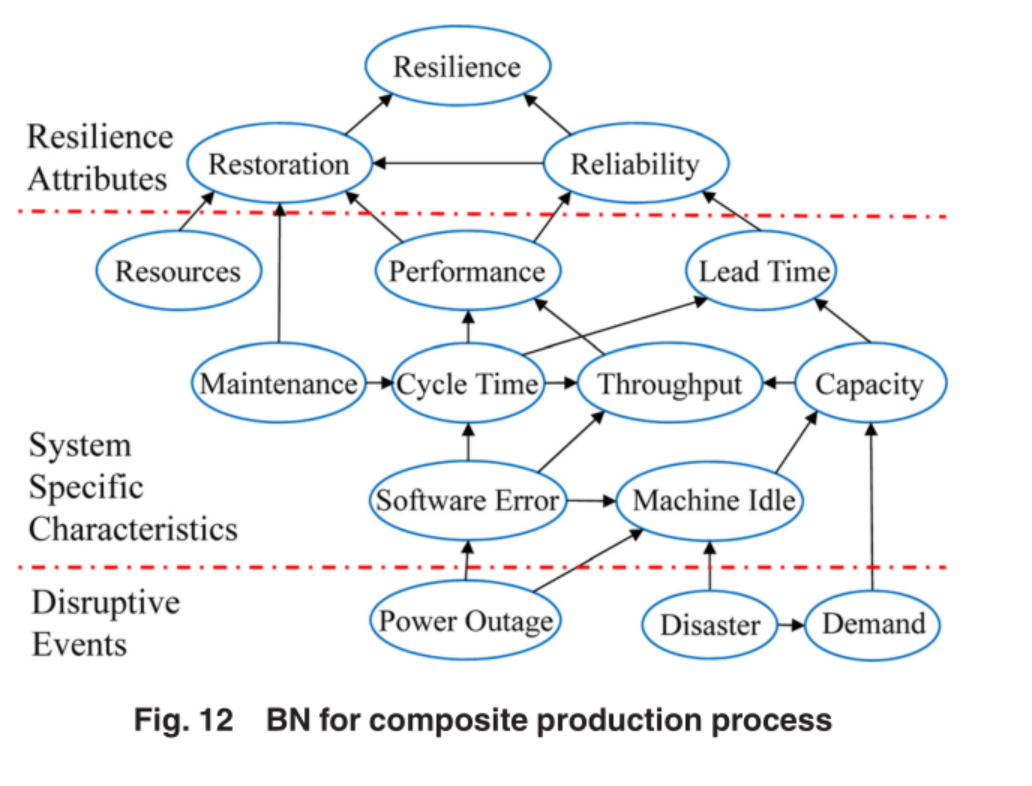 Resilience
Resilience
Attributes
Restoration
Reliability
Resources
Performance
Lead Time
Maintenance
Cycle Time
Throughput
Capacity
System
Specific
Characteristics
Software Error
Machine Idle
Disruptive
Events
Power Outage
Disaster
Demand
Fig. 12 BN for composite production process